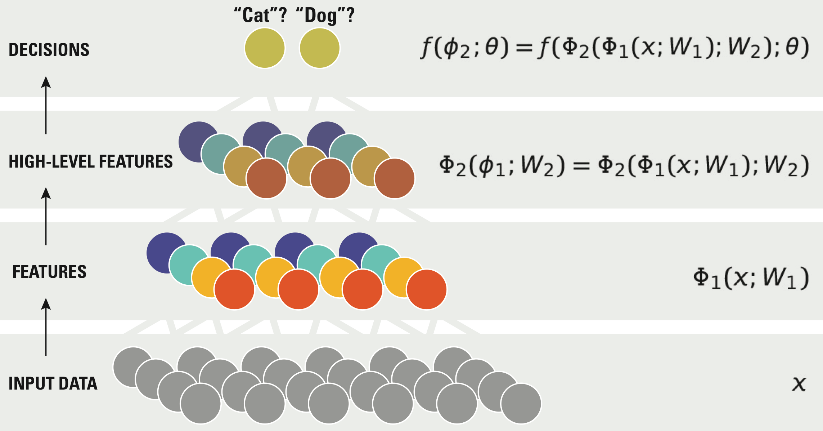 “Cat”? “Dog”?
DECISIONS
f(ϕ₂; θ) = f(Φ₂(Φ₁(x; W₁); W₂); θ)
HIGH-LEVEL FEATURES
Φ₂(ϕ₁; W₂) = Φ₂(Φ₁(x; W₁); W₂)
FEATURES
Φ₁(x; W₁)
INPUT DATA
x